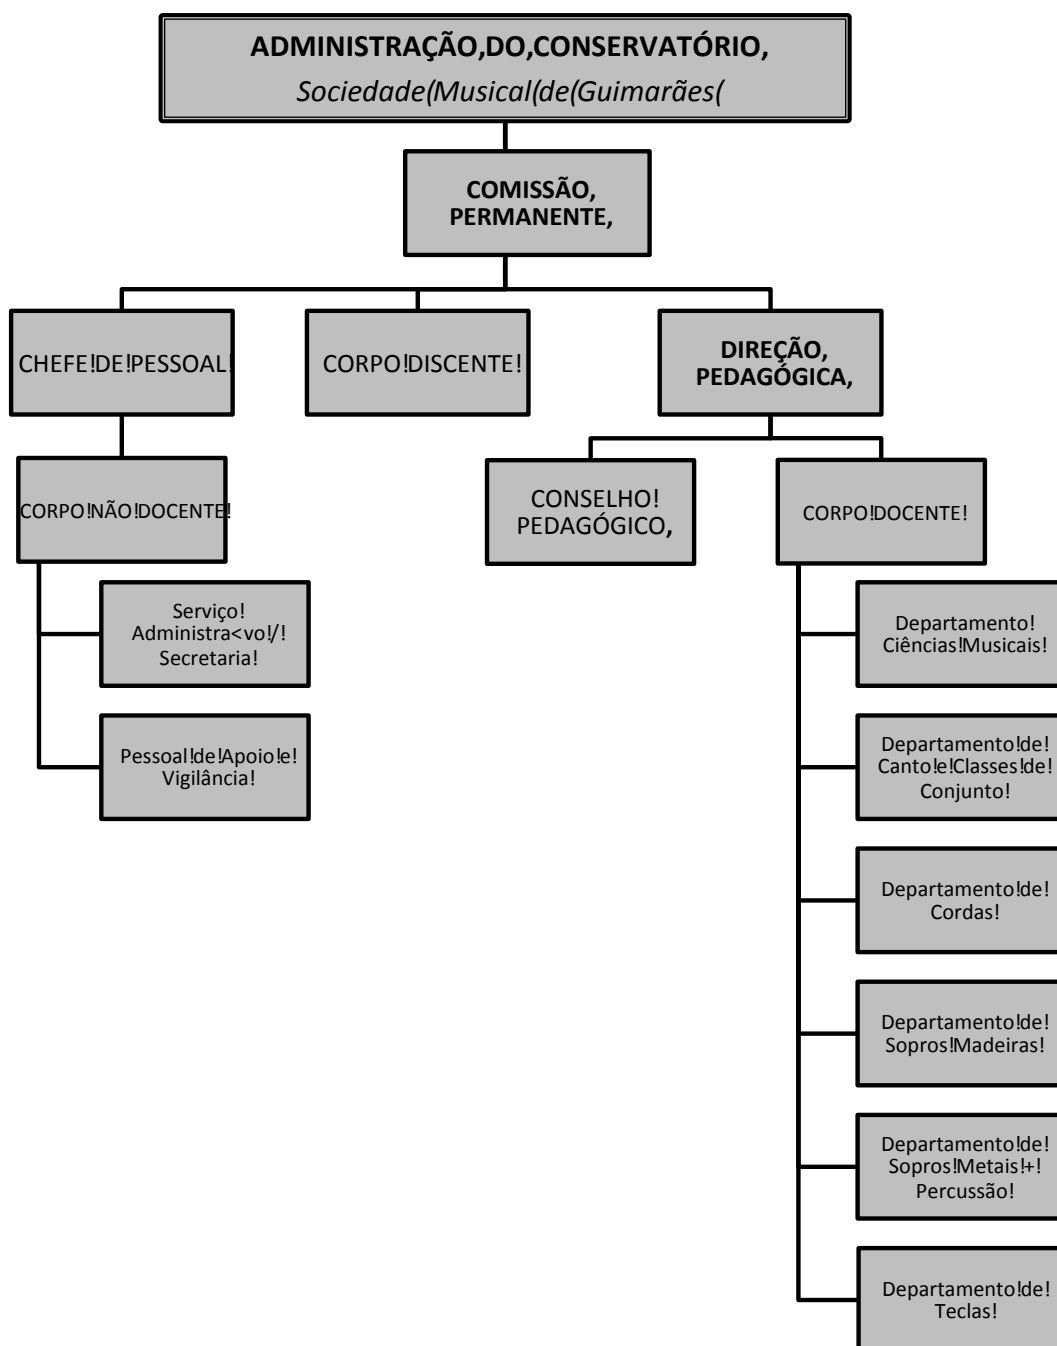 ADMINISTRAÇÃO,DO,CONSERVATÓRIO,
Sociedade(Musical(de(Guimarães(
COMISSÃO,
PERMANENTE,
CHEFE!DE!PESSOAL!
CORPO!DISCENTE!
DIREÇÃO,
PEDAGÓGICA,
CORPO!NÃO!DOCENTE!
CONSELHO!
PEDAGÓGICO,
CORPO!DOCENTE!
Serviço!
Administra<vo!/!
Secretaria!
Pessoal!de!Apoio!e!
Vigilância!
Departamento!
Ciências!Musicais!
Departamento!de!
Canto!e!Classes!de!
Conjunto!
Departamento!de!
Cordas!
Departamento!de!
Sopros!Madeiras!
Departamento!de!
Sopros!Metais!+!
Percussão!
Departamento!de!
Teclas!